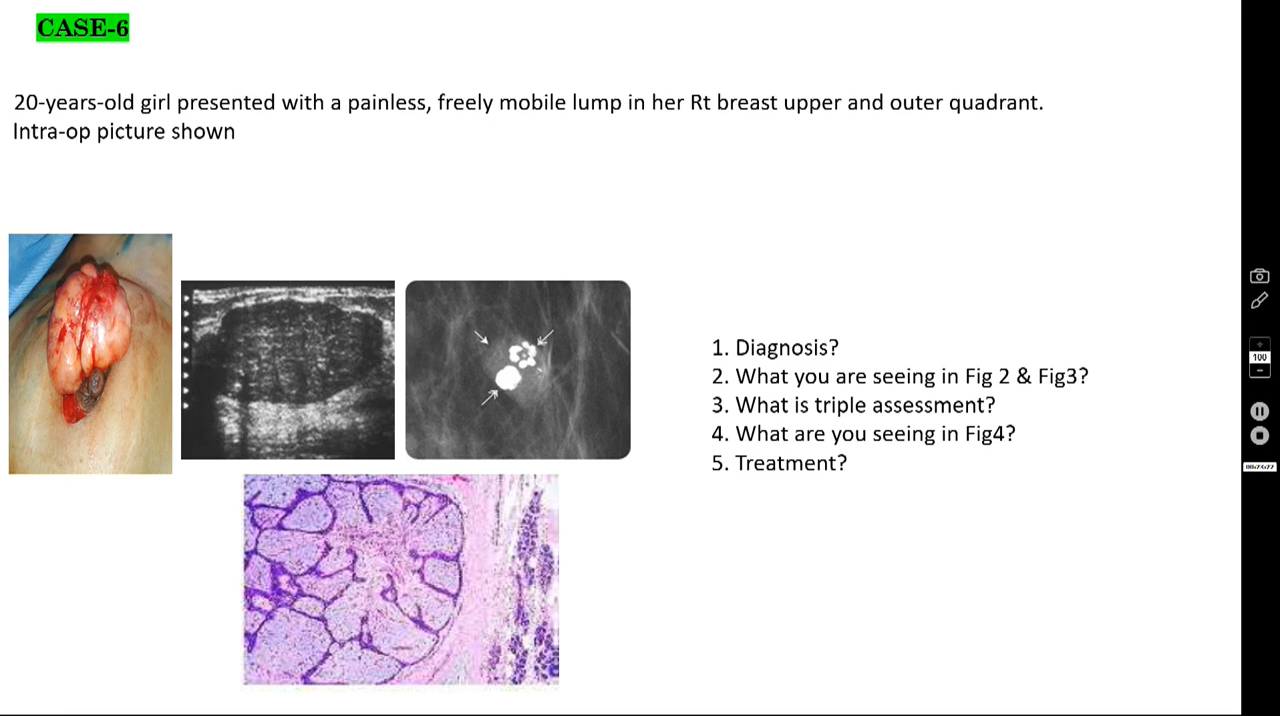 CASE-6
20-years-old girl presented with a painless, freely mobile lump in her Rt breast upper and outer quadrant.
Intra-op picture shown
1. Diagnosis?
2. What you are seeing in Fig 2 & Fig3?
3. What is triple assessment?
4. What are you seeing in Fig4?
5. Treatment?
100